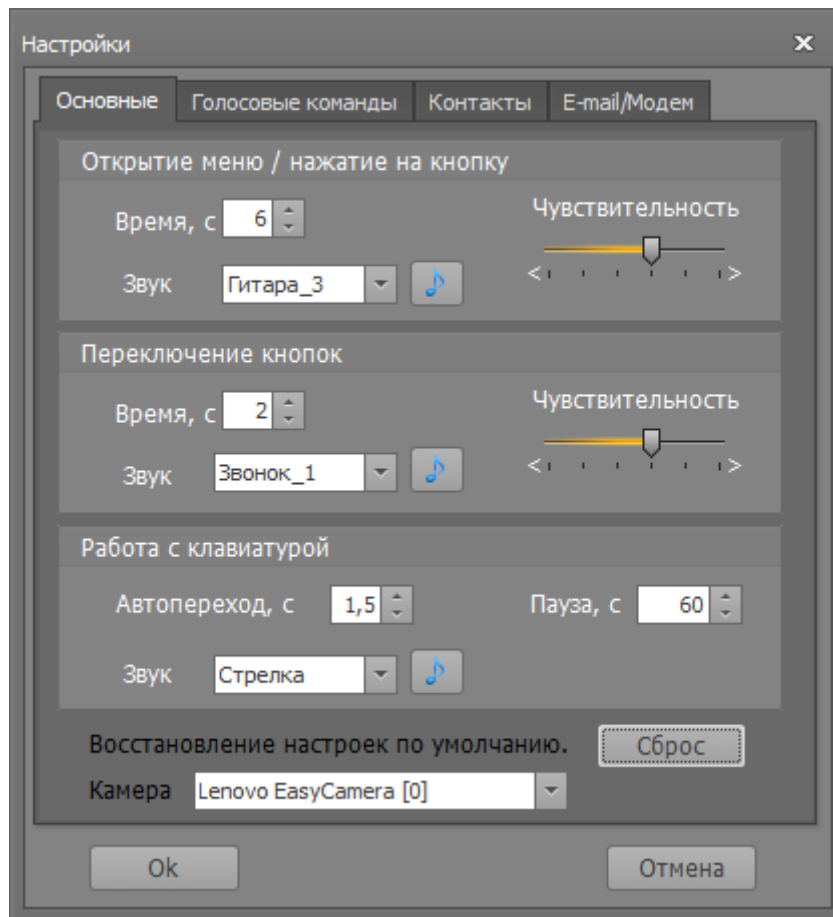 Настройки
Основные Голосовые команды Контакты E-mail/Модем
Открытие меню / нажатие на кнопку
Время, с 6 Чувствительность
< >
Звук Гитара_3
Переключение кнопок
Время, с 2 Чувствительность
< >
Звук Звонок_1
Работа с клавиатурой
Автопереход, с 1,5 Пауза, с 60
Звук Стрелка
Восстановление настроек по умолчанию. Сброс
Камера Lenovo EasyCamera [0]
Ok Отмена